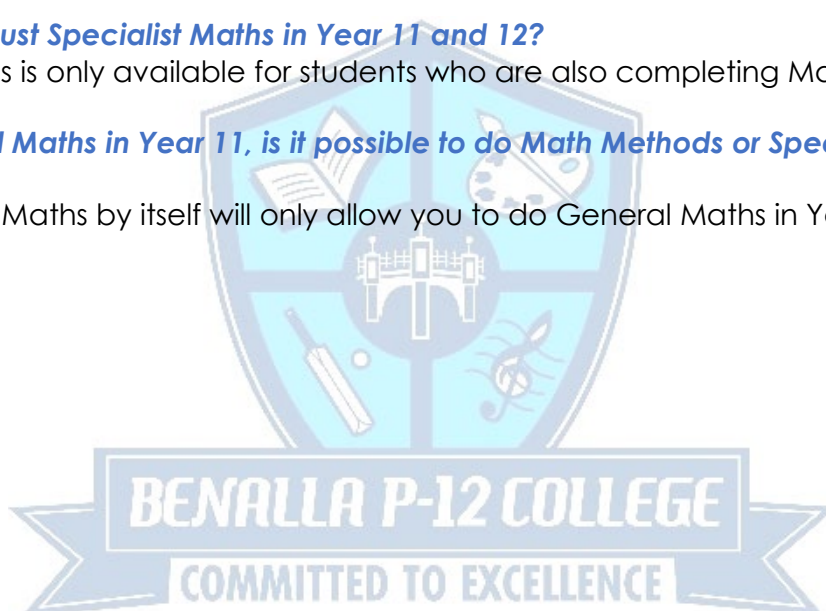 ust Specialist Maths in Year 11 and 12?
s is only available for students who are also completing Ma
l Maths in Year 11, is it possible to do Math Methods or Spec
Maths by itself will only allow you to do General Maths in Y
BENALLA P-12 COLLEGE
COMMITTED TO EXCELLENCE